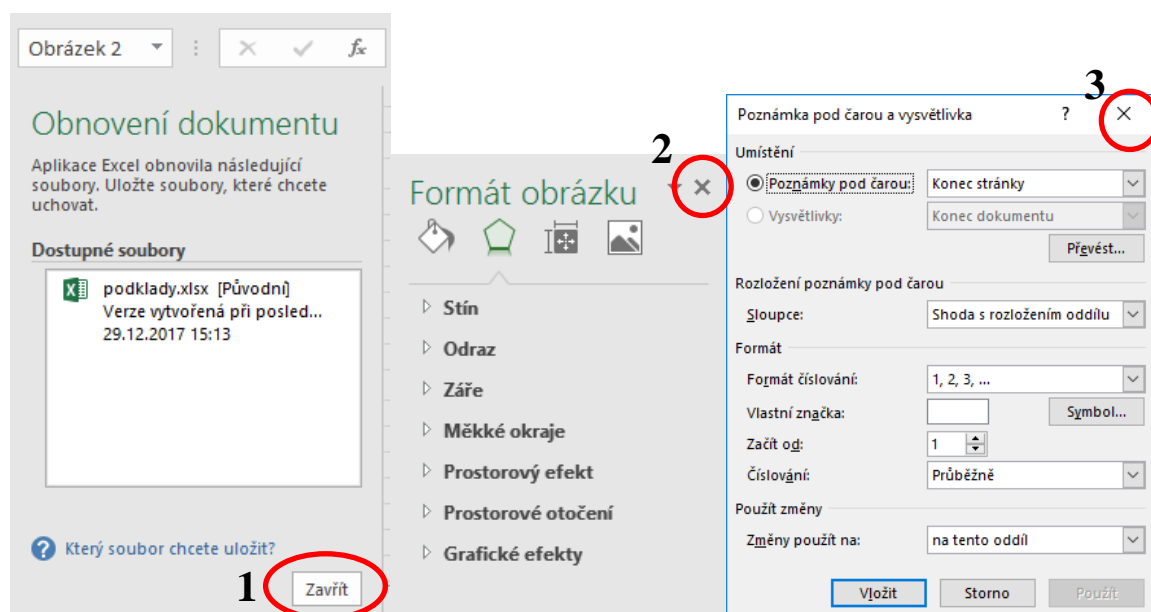 Obrázek 2
fx
Obnovení dokumentu
Aplikace Excel obnovila následující
soubory. Uložte soubory, které chcete
uchovat.
Dostupné soubory
podklady.xlsx [Původní]
Verze vytvořená při posled...
29.12.2017 15:13
Který soubor chcete uložit?
1
Zavřít
2
Formát obrázku
Stín
Odraz
Záře
Měkké okraje
Prostorový efekt
Prostorové otočení
Grafické efekty
3
Poznámka pod čarou a vysvětlivka ?
Umístění
Poznámky pod čarou: Konec stránky
Vysvětlivky: Konec dokumentu
Převést...
Rozložení poznámky pod čarou
Sloupce: Shoda s rozložením oddílu
Formát
Formát číslování: 1, 2, 3, ...
Vlastní značka: Symbol...
Začít od: 1
Číslování: Průběžně
Použít změny
Změny použít na: na tento oddíl
Vložit Storno Použít